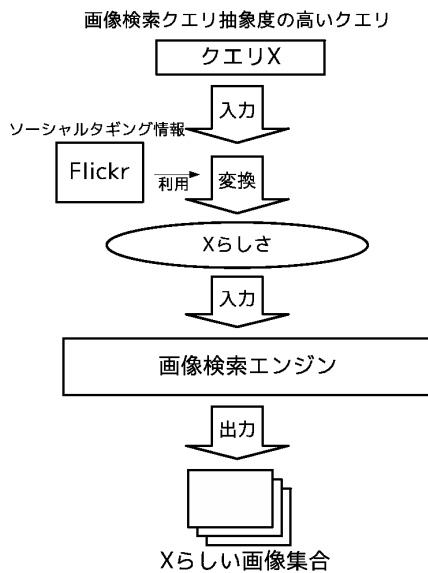 画像検索クエリ抽象度の高いクエリ
クエリX
入力
ソーシャルタギング情報
Flickr
利用
変換
Xらしさ
入力
画像検索エンジン
出力
Xらしい画像集合